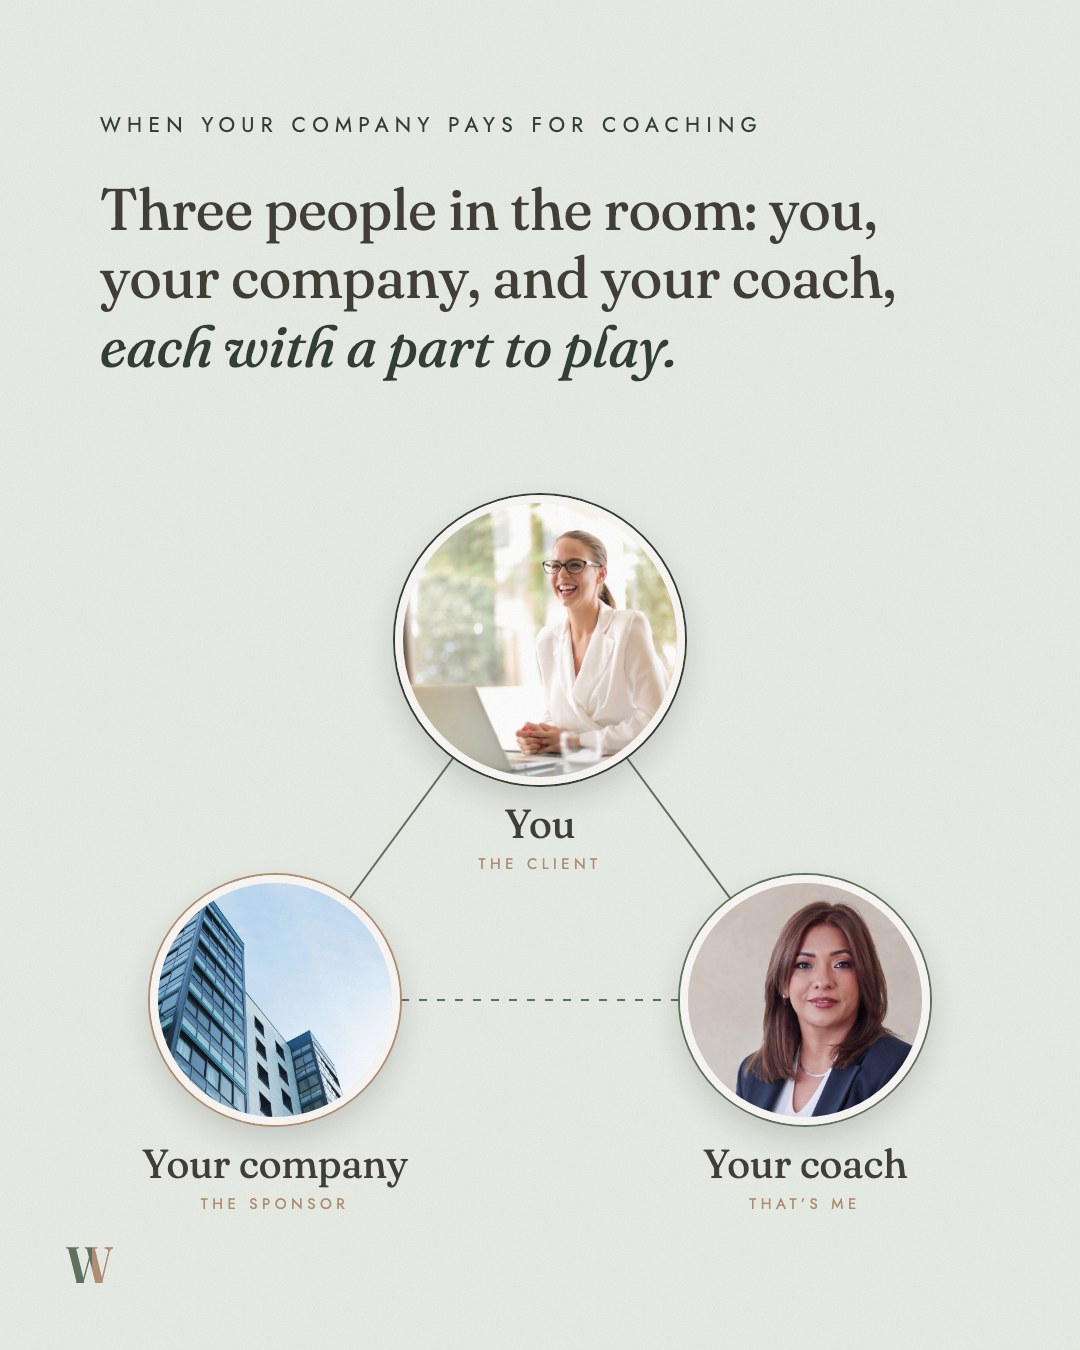 WHEN YOUR COMPANY PAYS FOR COACHING
Three people in the room: you,
your company, and your coach,
each with a part to play.
You
THE CLIENT
Your company
THE SPONSOR
Your coach
THAT’S ME
W